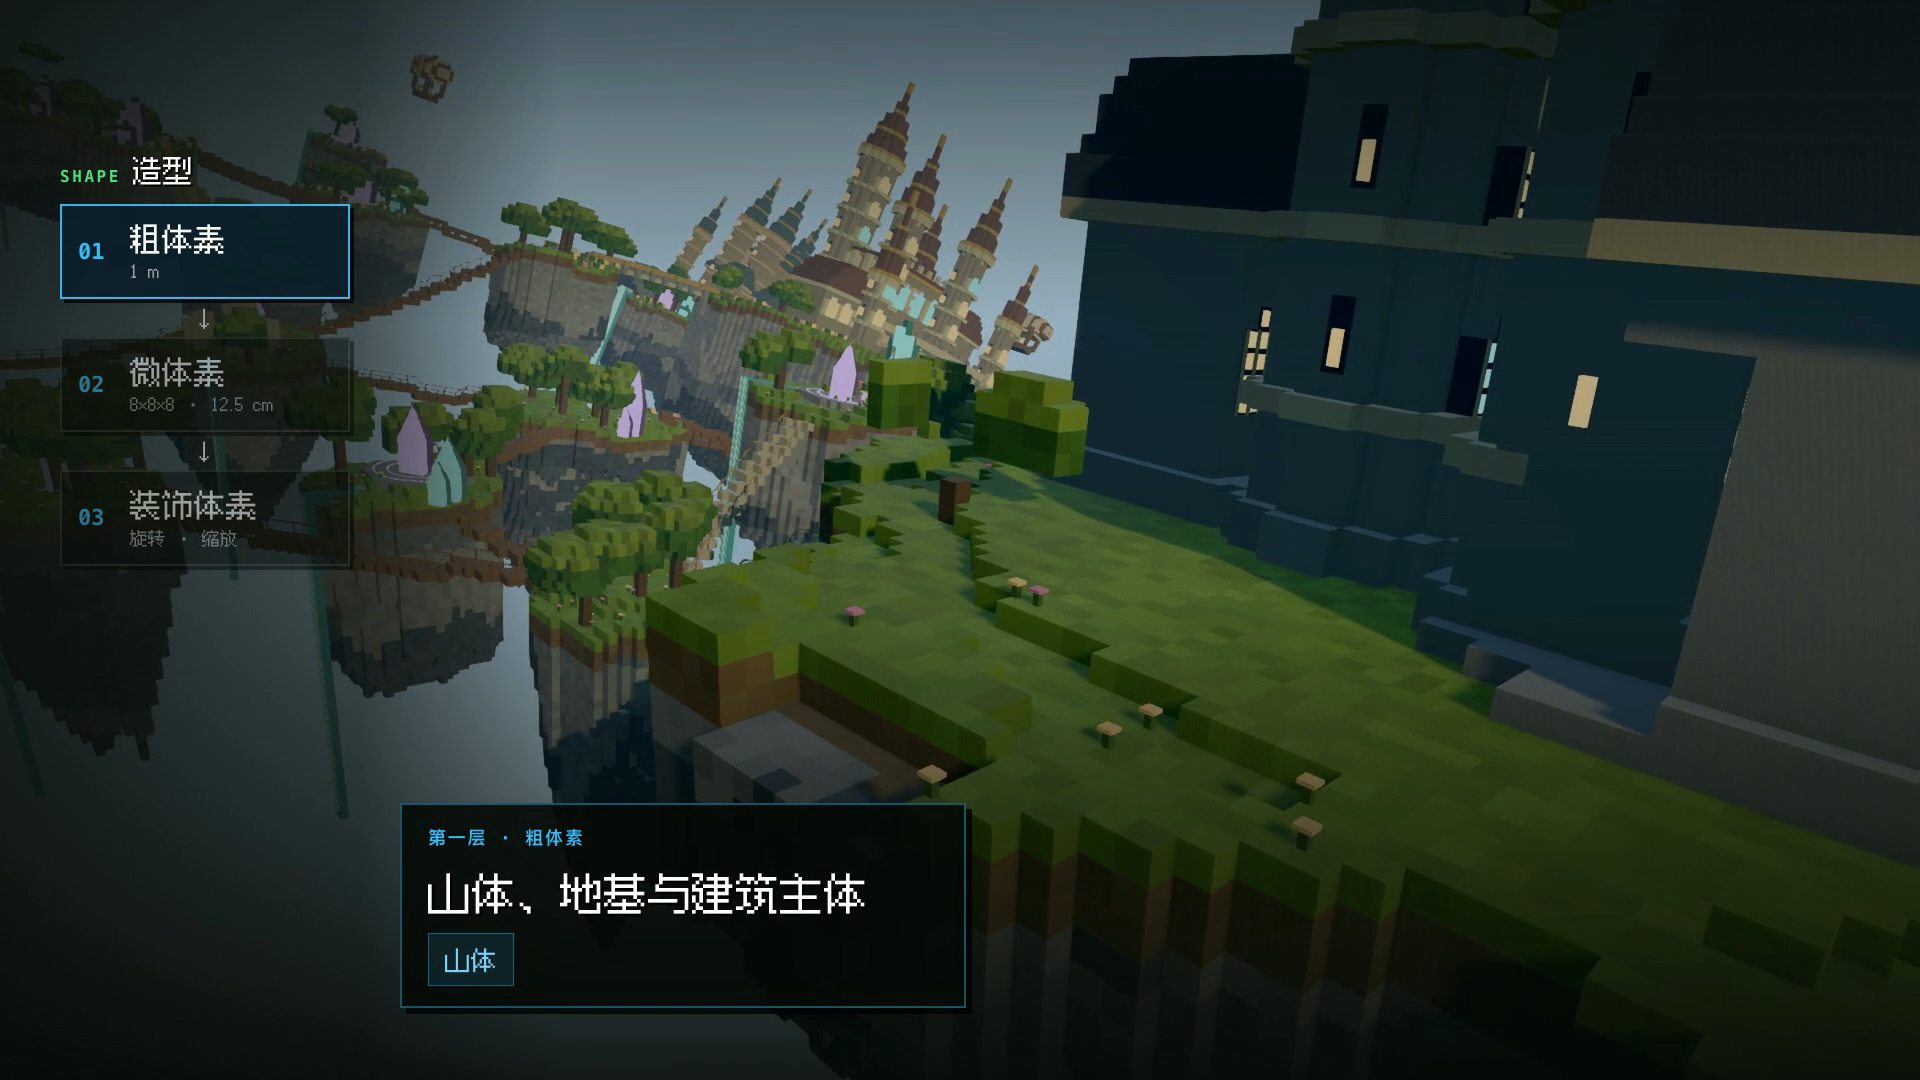 SHAPE 造型
01 粗体素
1 m
↓
02 微体素
8×8×8 · 12.5 cm
↓
03 装饰体素
旋转 · 缩放
第一层 · 粗体素
山体、地基与建筑主体
山体